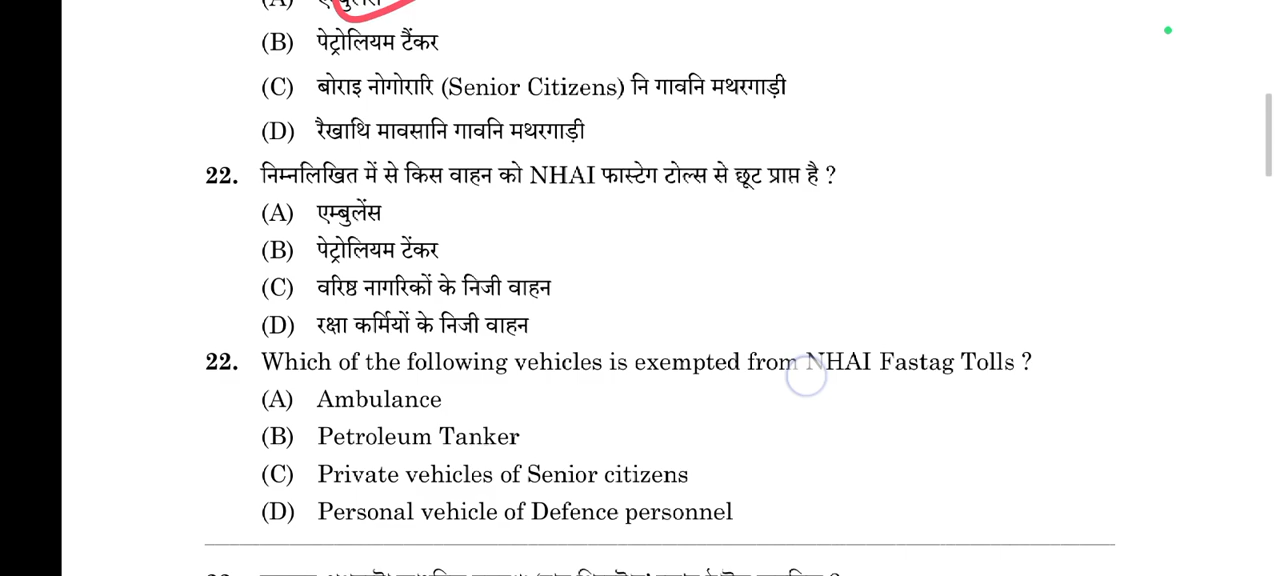 (B) पेट्रोलियम टैंकर
(C) बोराइ नोगोरारि (Senior Citizens) नि गावनि मथरगाड़ी
(D) रैखाथि मावसानि गावनि मथरगाड़ी
22. निम्नलिखित में से किस वाहन को NHAI फास्टेग टोल्स से छूट प्राप्त है ?
(A) एम्बुलेंस
(B) पेट्रोलियम टेंकर
(C) वरिष्ठ नागरिकों के निजी वाहन
(D) रक्षा कर्मियों के निजी वाहन
22. Which of the following vehicles is exempted from NHAI Fastag Tolls ?
(A) Ambulance
(B) Petroleum Tanker
(C) Private vehicles of Senior citizens
(D) Personal vehicle of Defence personnel